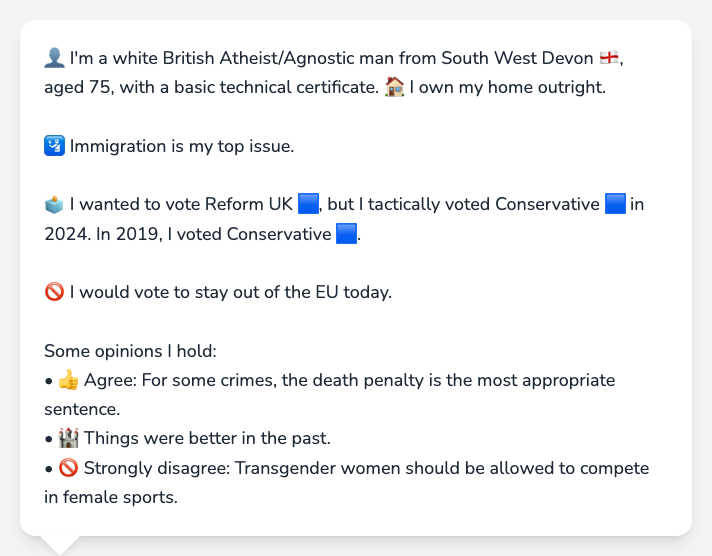 👤 I'm a white British Atheist/Agnostic man from South West Devon 🏴󠁧󠁢󠁥󠁮󠁧󠁿,
aged 75, with a basic technical certificate. 🏠 I own my home outright.
🛂 Immigration is my top issue.
🗳️ I wanted to vote Reform UK 🟦, but I tactically voted Conservative 🟦 in
2024. In 2019, I voted Conservative 🟦.
🚫 I would vote to stay out of the EU today.
Some opinions I hold:
• 👍 Agree: For some crimes, the death penalty is the most appropriate
sentence.
• 🏰 Things were better in the past.
• 🚫 Strongly disagree: Transgender women should be allowed to compete
in female sports.